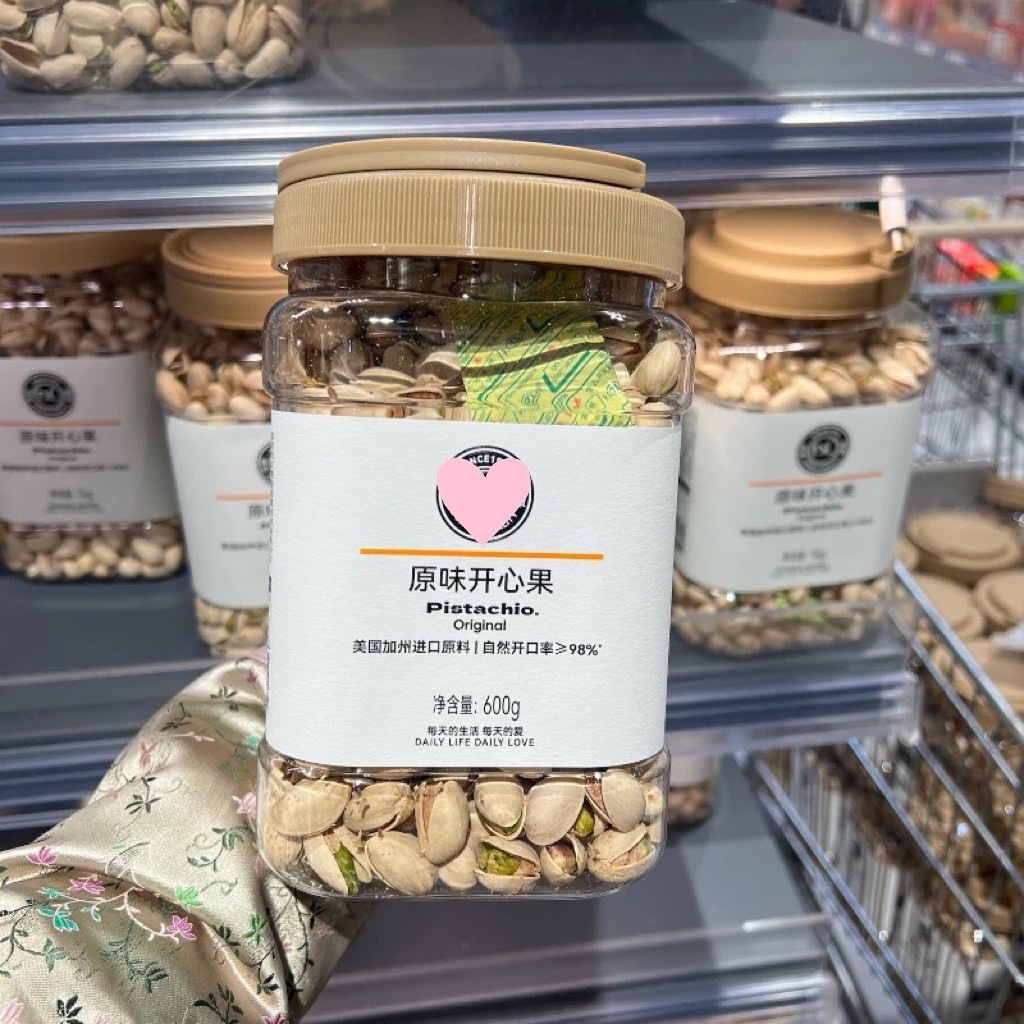 原味开心果
Pistachio.
Original
美国加州进口原料 | 自然开口率≥98%*
净含量: 600g
每天的生活 每天的爱
DAILY LIFE DAILY LOVE
原味开心果
原味开心果